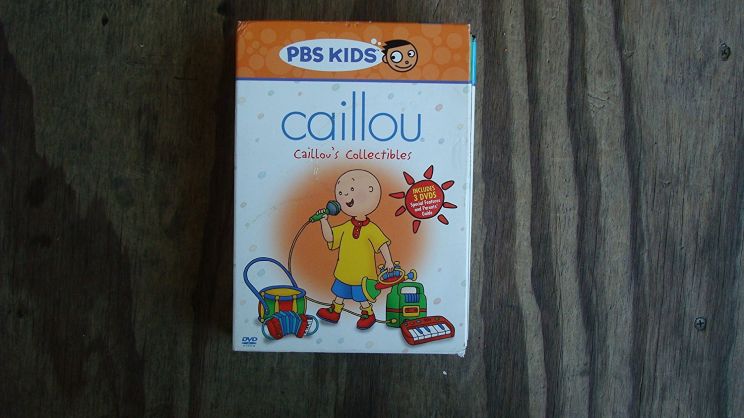 PBS KIDS
caillou
Caillou's Collectibles
INCLUDES
3 DVDS
Special Features
and Parents'
Guide
DVD